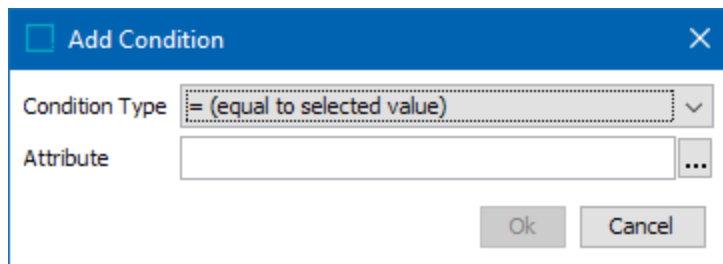 Add Condition
Condition Type = (equal to selected value)
Attribute ...
Ok Cancel